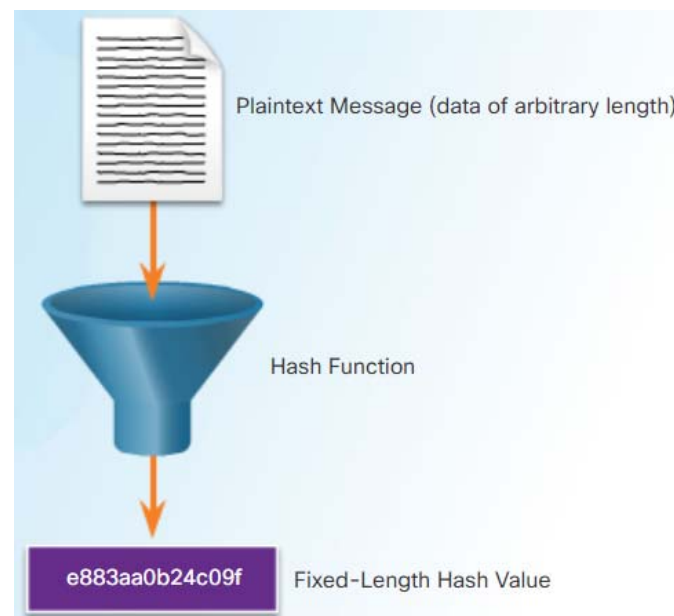 Plaintext Message (data of arbitrary length)
Hash Function
e883aa0b24c09f
Fixed-Length Hash Value